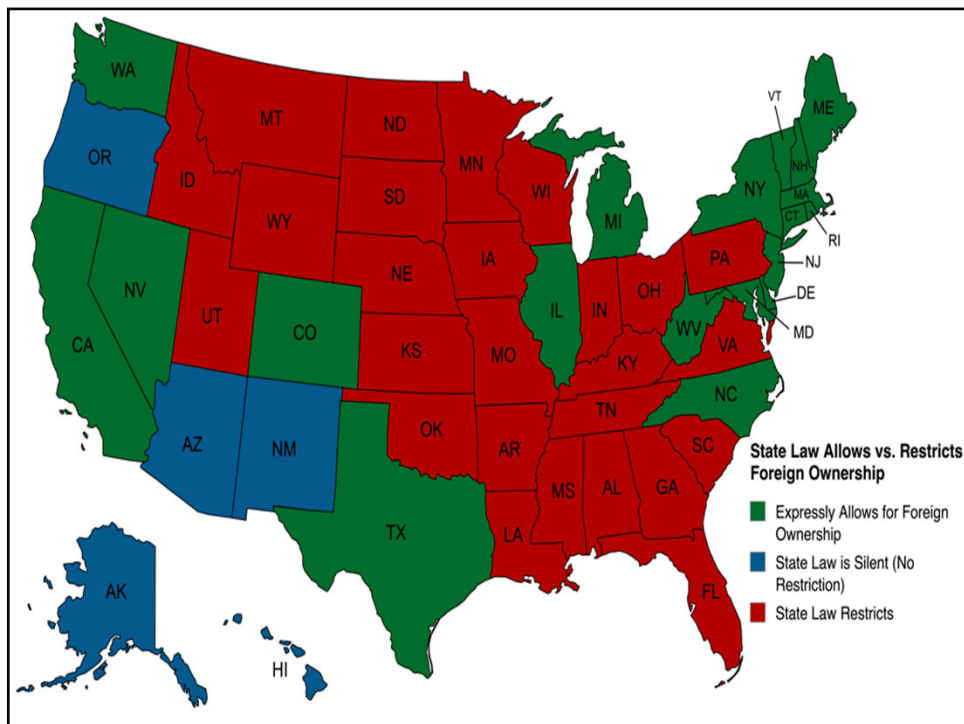 WA
MT
ND
MN
VT
ME
OR
ID
SD
WI
NH
NY
MA
WY
MI
CT
RI
IA
NE
PA
NJ
NV
IL
IN
OH
DE
UT
CO
WV
MD
CA
KS
MO
VA
KY
NC
TN
AZ
NM
OK
AR
SC
State Law Allows vs. Restricts
Foreign Ownership
MS
AL
GA
Expressly Allows for Foreign
Ownership
TX
LA
State Law is Silent (No
Restriction)
AK
FL
State Law Restricts
HI